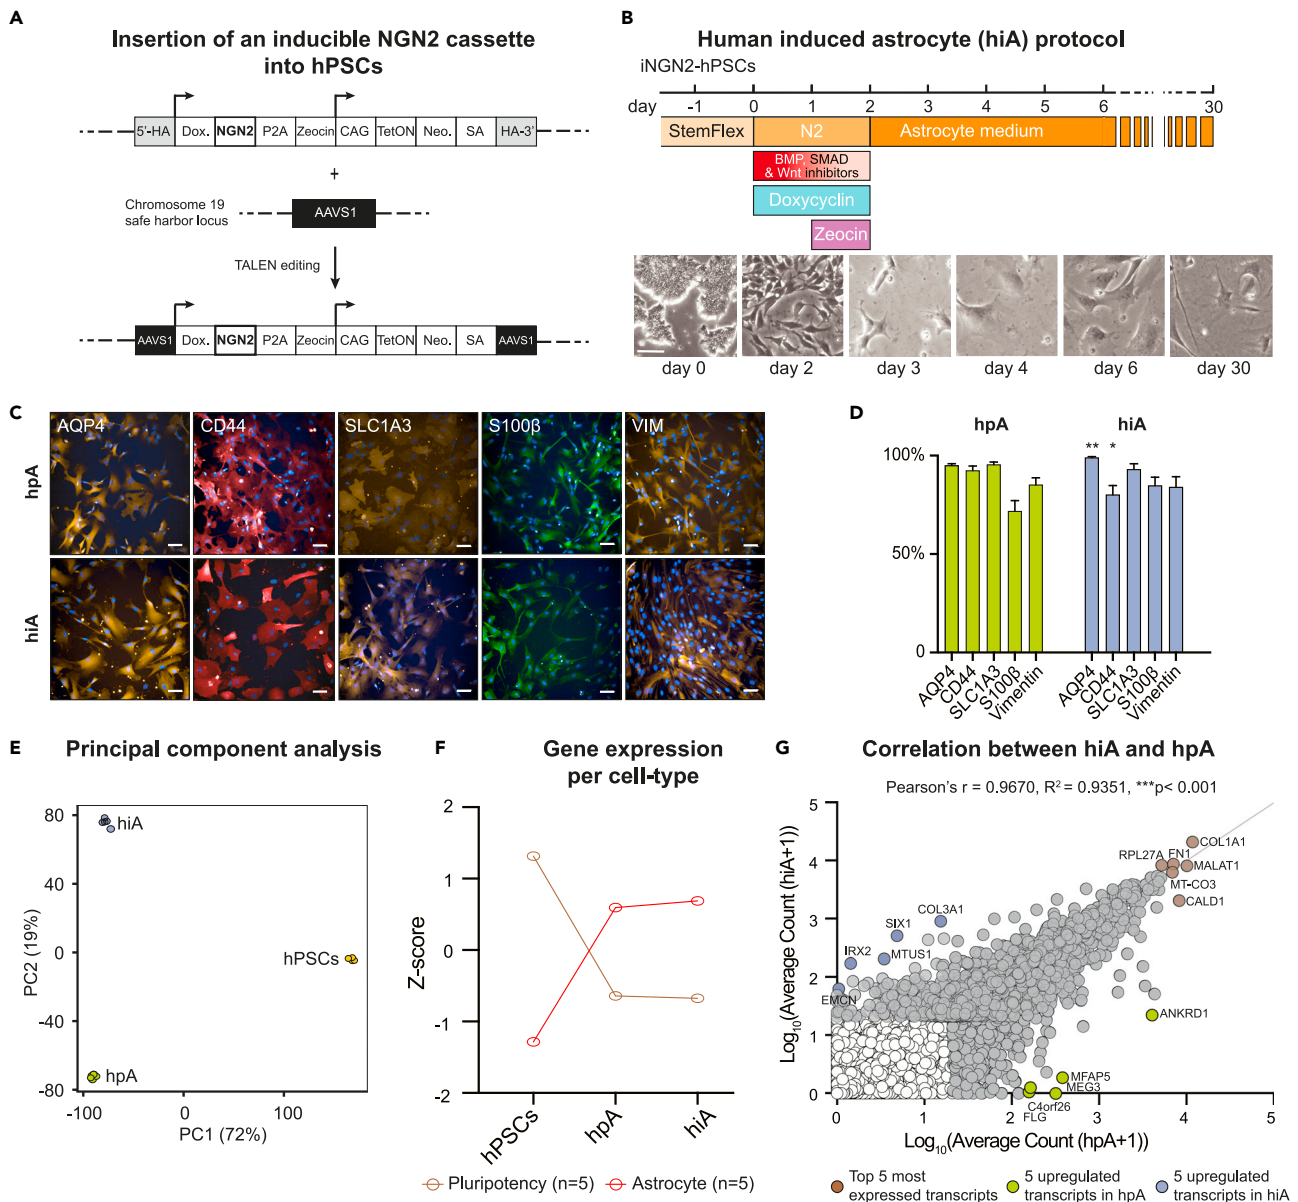 A
Insertion of an inducible NGN2 cassette
into hPSCs
5'-HA
Dox.
NGN2
P2A
Zeocin
CAG
TetON
Neo.
SA
HA-3'
+
Chromosome 19
safe harbor locus
AAVS1
TALEN editing
AAVS1
Dox.
NGN2
P2A
Zeocin
CAG
TetON
Neo.
SA
AAVS1
B
Human induced astrocyte (hiA) protocol
iNGN2-hPSCs
day
-1
0
1
2
3
4
5
6
30
StemFlex
N2
Astrocyte medium
BMP, SMAD
& Wnt inhibitors
Doxycyclin
Zeocin
day 0
day 2
day 3
day 4
day 6
day 30
C
AQP4
CD44
SLC1A3
S100β
VIM
hpA
hiA
D
hpA
hiA
**
*
100%
50%
0
AQP4
CD44
SLC1A3
S100β
Vimentin
AQP4
CD44
SLC1A3
S100β
Vimentin
E
Principal component analysis
80
40
0
-40
-80
PC2 (19%)
hiA
hPSCs
hpA
-100
0
100
PC1 (72%)
F
Gene expression
per cell-type
2
1
0
-1
-2
Z-score
hPSCs
hpA
hiA
Pluripotency (n=5)
Astrocyte (n=5)
G
Correlation between hiA and hpA
Pearson's r = 0.9670, R² = 0.9351, ***p< 0.001
5
4
3
2
1
0
Log₁₀(Average Count (hiA+1))
COL1A1
FN1
RPL27A
MALAT1
MT-CO3
CALD1
COL3A1
SIX1
IRX2
MTUS1
EMCN
ANKRD1
MFAP5
MEG3
C4orf26
FLG
0
1
2
3
4
5
Log₁₀(Average Count (hpA+1))
Top 5 most
expressed transcripts
5 upregulated
transcripts in hpA
5 upregulated
transcripts in hiA